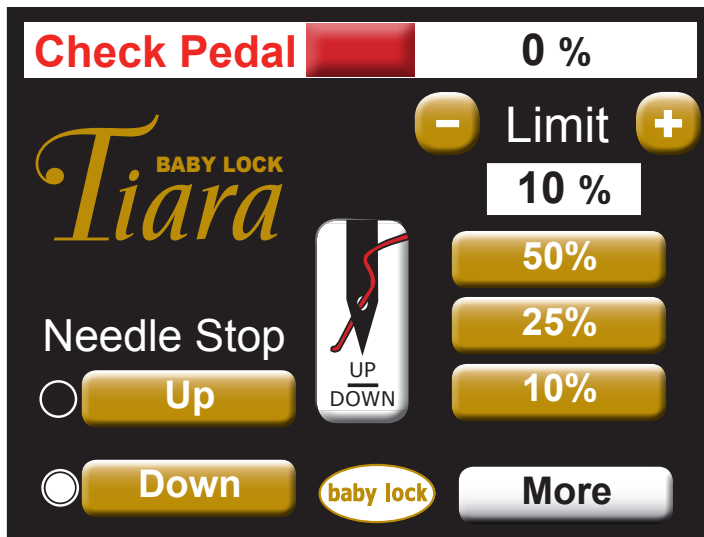 Check Pedal
0 %
- Limit +
10 %
BABY LOCK
Tiara
50%
25%
10%
Needle Stop
UP
DOWN
Up
Down
baby lock
More